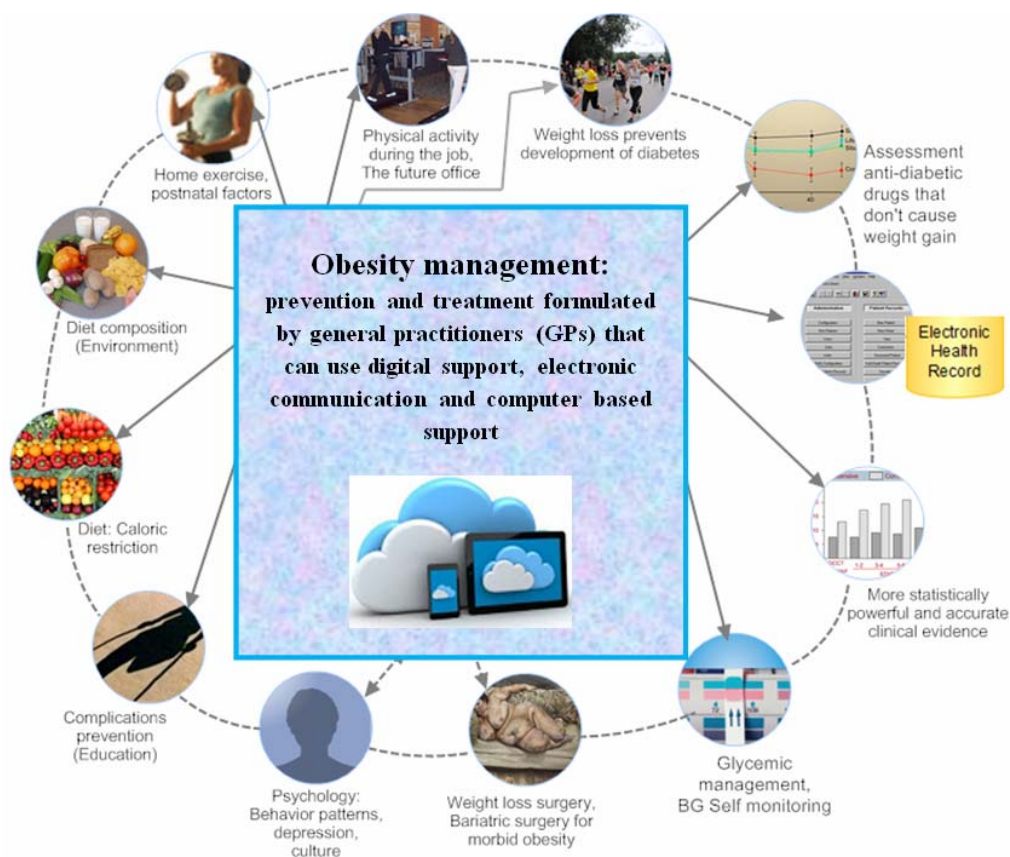 Physical activity
during the job,
The future office
Weight loss prevents
development of diabetes
Home exercise,
postnatal factors
Assessment
anti-diabetic
drugs that
don't cause
weight gain
40
Obesity management:
prevention and treatment formulated
by general practitioners (GPs) that
can use digital support, electronic
communication and computer based
support
Diet composition
(Environment)
Electronic
Health
Record
Diet: Caloric
restriction
More statistically
powerful and accurate
clinical evidence
Complications
prevention
(Education)
Glycemic
management,
BG Self monitoring
Psychology:
Behavior patterns,
depression,
culture
Weight loss surgery,
Bariatric surgery for
morbid obesity